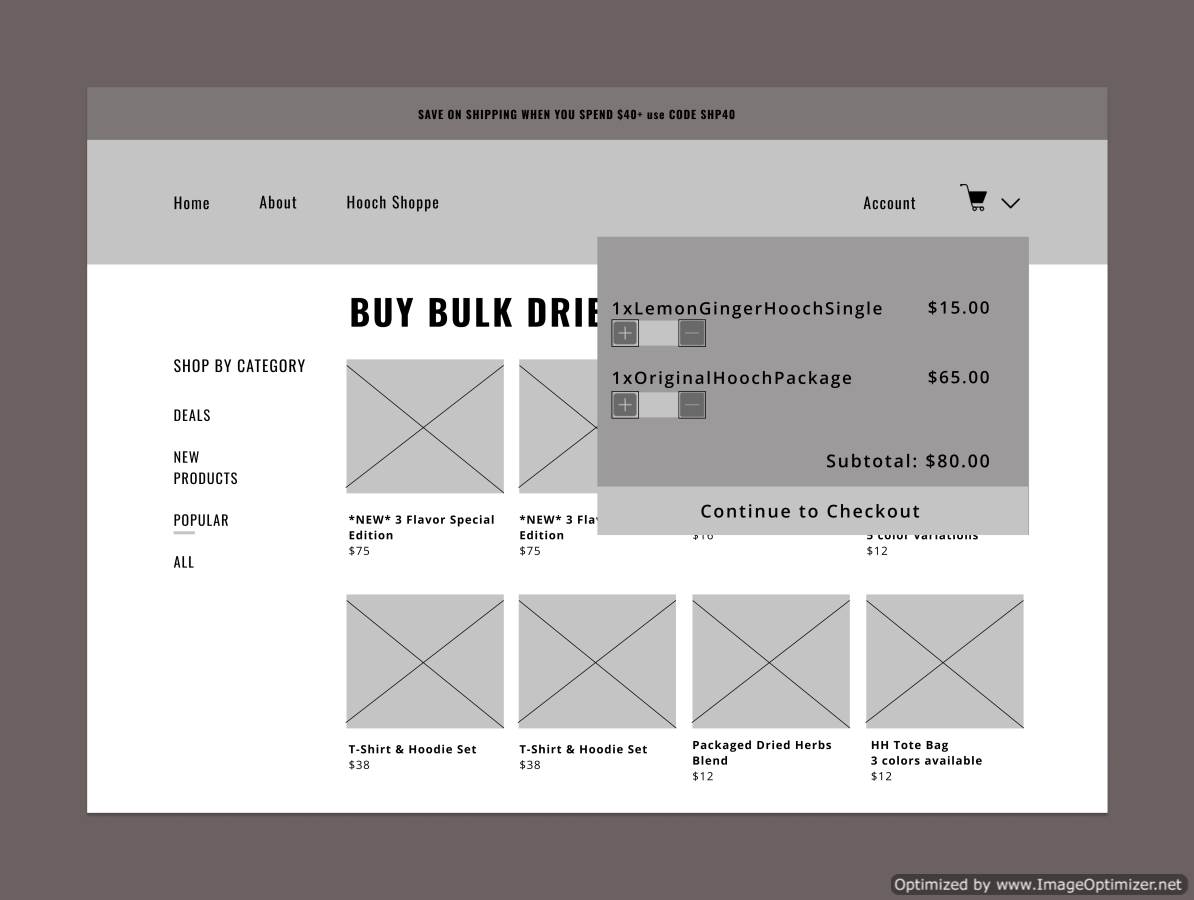 SAVE ON SHIPPING WHEN YOU SPEND $40+ use CODE SHP40
Home
About
Hooch Shoppe
Account
BUY BULK
1xLemonGingerHoochSingle $15.00
+ −
1xOriginalHoochPackage $65.00
+ −
Subtotal: $80.00
Continue to Checkout
SHOP BY CATEGORY
DEALS
NEW
PRODUCTS
POPULAR
ALL
*NEW* 3 Flavor Special
Edition
$75
*NEW* 3
Edition
$75
$16
5 color variations
$12
T-Shirt & Hoodie Set
$38
T-Shirt & Hoodie Set
$38
Packaged Dried Herbs
Blend
$12
HH Tote Bag
3 colors available
$12
Optimized by www.ImageOptimizer.net